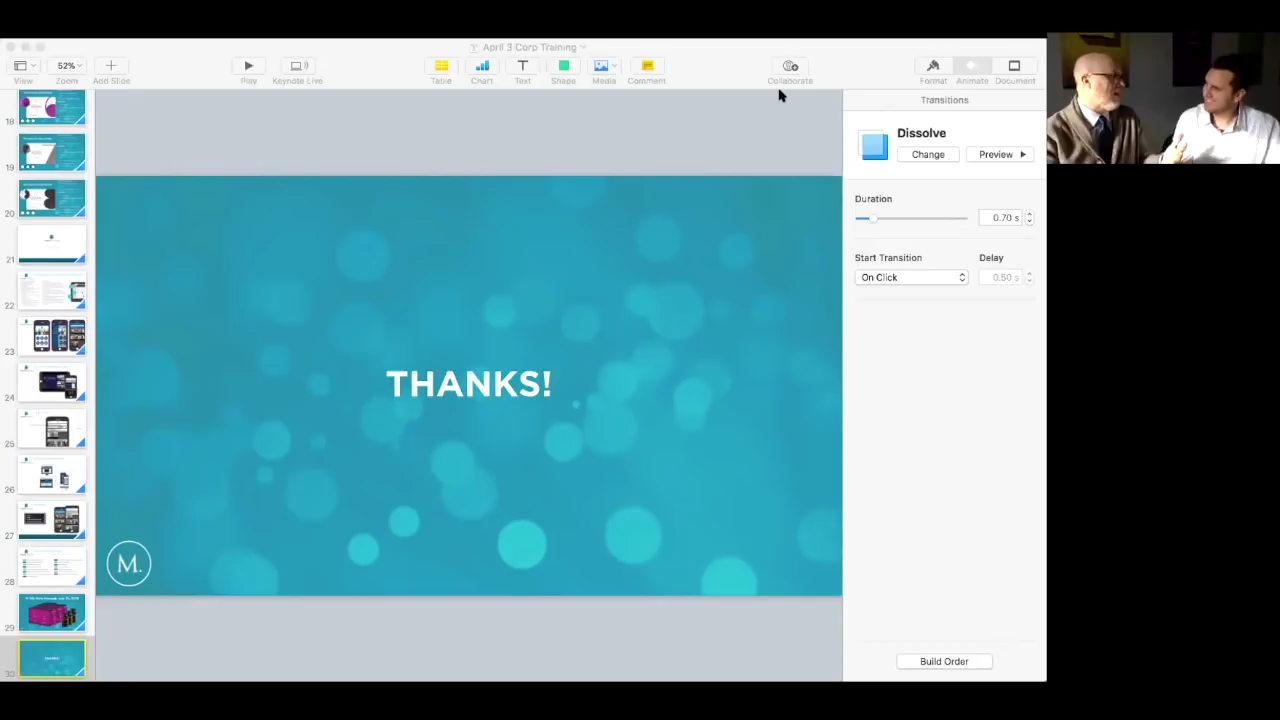 April 3 Corp Training
52%
View
Zoom
Add Slide
Play
Keynote Live
Table
Chart
Text
Shape
Media
Comment
Collaborate
Format
Animate
Document
Transitions
Dissolve
Change
Preview
Duration
0.70 s
Start Transition
Delay
On Click
0.50 s
Build Order
18
19
20
21
22
23
24
25
26
27
28
29
30
THANKS!
M.